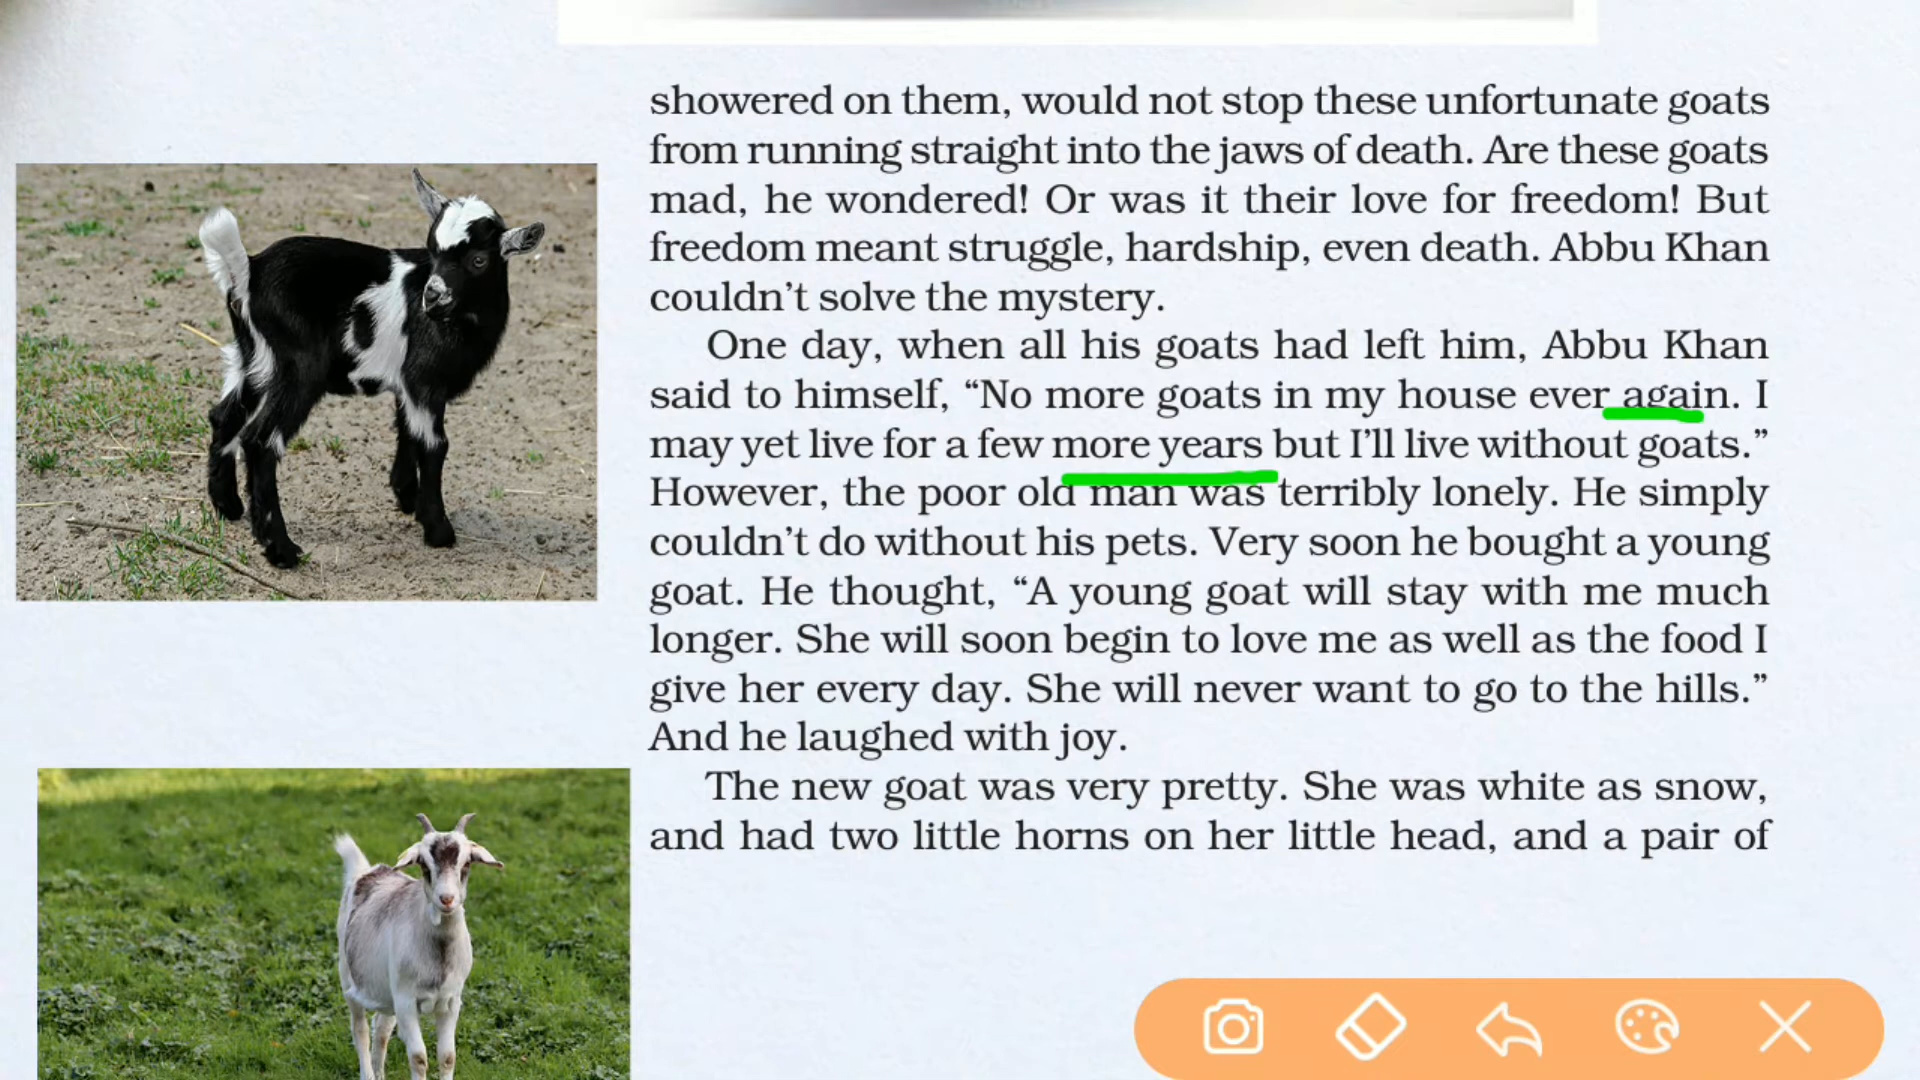 showered on them, would not stop these unfortunate goats
from running straight into the jaws of death. Are these goats
mad, he wondered! Or was it their love for freedom! But
freedom meant struggle, hardship, even death. Abbu Khan
couldn’t solve the mystery.
One day, when all his goats had left him, Abbu Khan
said to himself, “No more goats in my house ever again. I
may yet live for a few more years but I’ll live without goats.”
However, the poor old man was terribly lonely. He simply
couldn’t do without his pets. Very soon he bought a young
goat. He thought, “A young goat will stay with me much
longer. She will soon begin to love me as well as the food I
give her every day. She will never want to go to the hills.”
And he laughed with joy.
The new goat was very pretty. She was white as snow,
and had two little horns on her little head, and a pair of